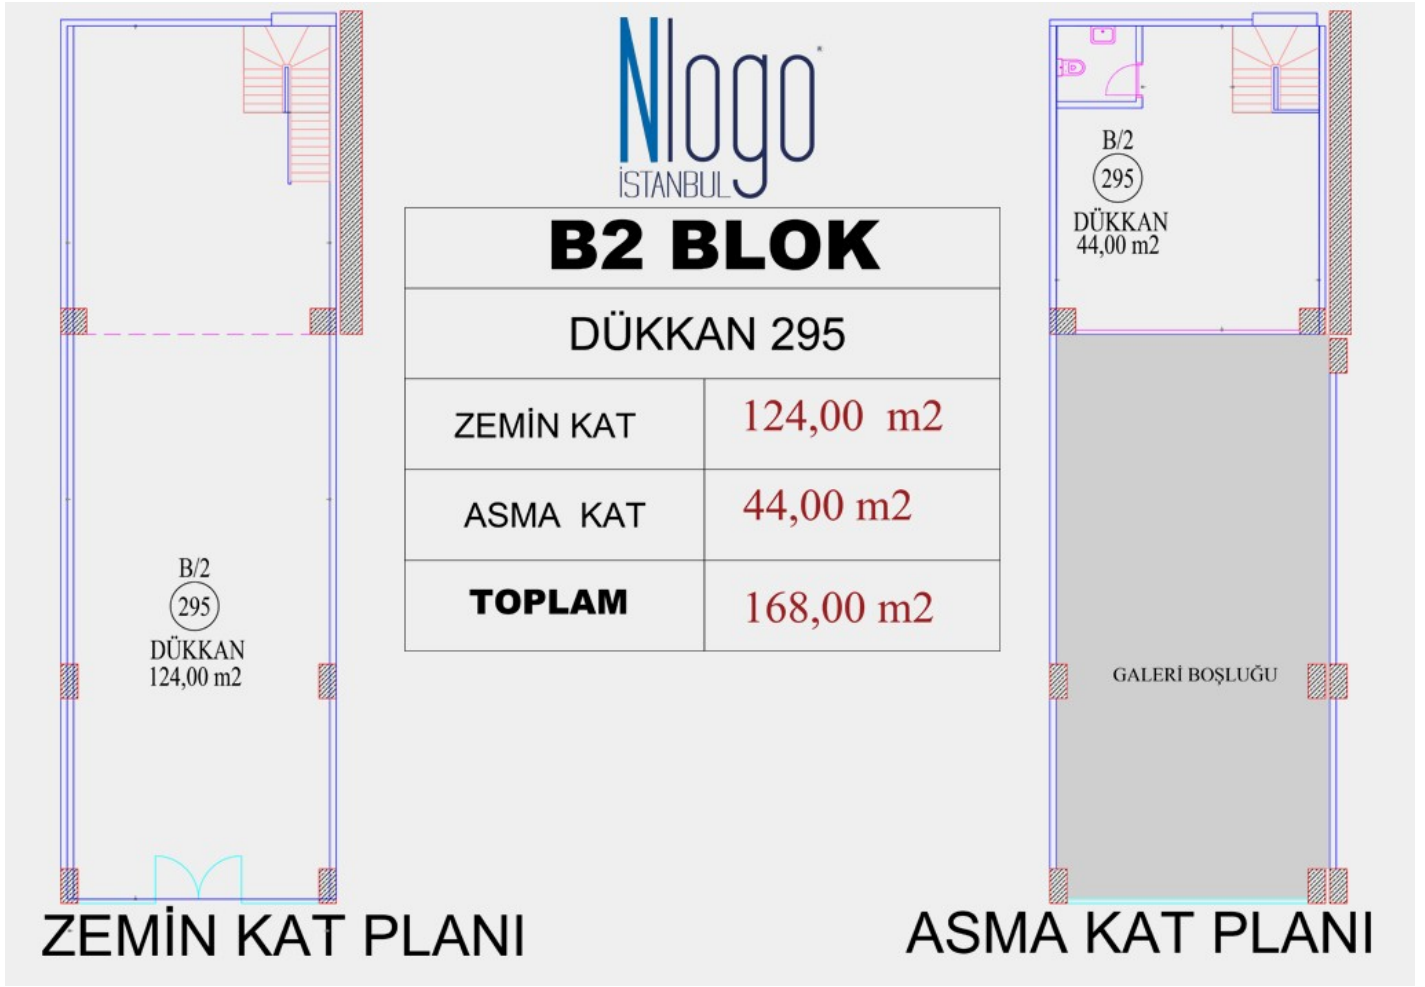 Nlogo
İSTANBUL
B2 BLOK
DÜKKAN 295
ZEMİN KAT 124,00 m2
ASMA KAT 44,00 m2
TOPLAM 168,00 m2
B/2
295
DÜKKAN
124,00 m2
ZEMİN KAT PLANI
B/2
295
DÜKKAN
44,00 m2
GALERİ BOŞLUĞU
ASMA KAT PLANI